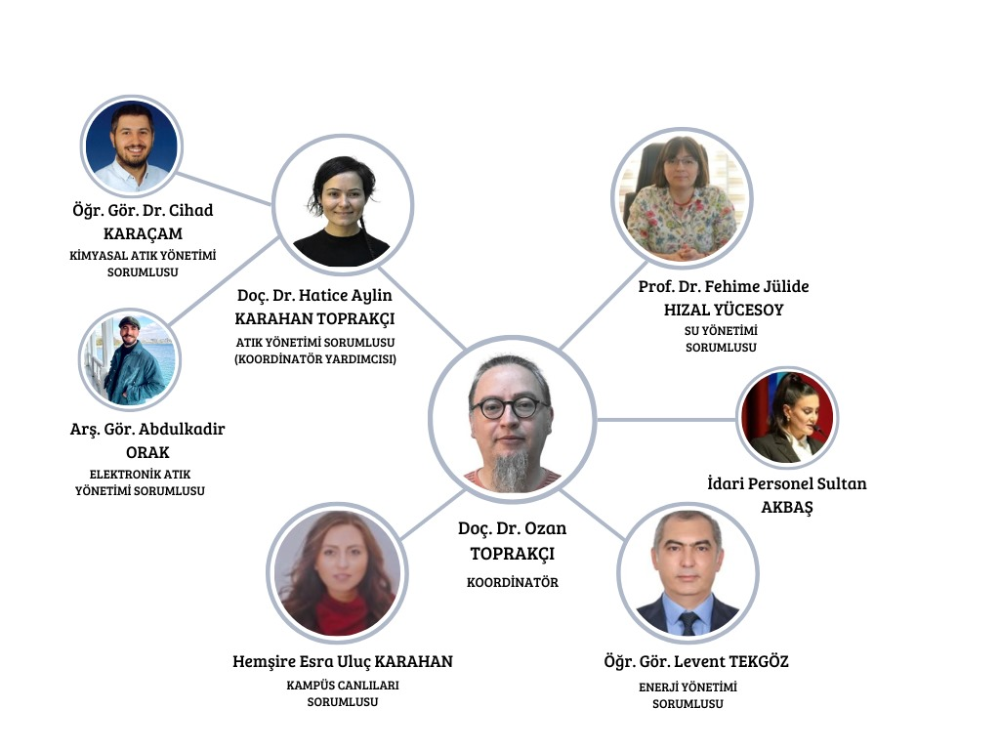 Öğr. Gör. Dr. Cihad
KARAÇAM
KİMYASAL ATIK YÖNETİMİ
SORUMLUSU
Doç. Dr. Hatice Aylin
KARAHAN TOPRAKÇI
ATIK YÖNETİMİ SORUMLUSU
(KOORDİNATÖR YARDIMCISI)
Prof. Dr. Fehime Jülide
HIZAL YÜCESOY
SU YÖNETİMİ
SORUMLUSU
Arş. Gör. Abdulkadir
ORAK
ELEKTRONİK ATIK
YÖNETİMİ SORUMLUSU
İdari Personel Sultan
AKBAŞ
Doç. Dr. Ozan
TOPRAKÇI
KOORDİNATÖR
Hemşire Esra Uluç KARAHAN
KAMPÜS CANLILARI
SORUMLUSU
Öğr. Gör. Levent TEKGÖZ
ENERJİ YÖNETİMİ
SORUMLUSU